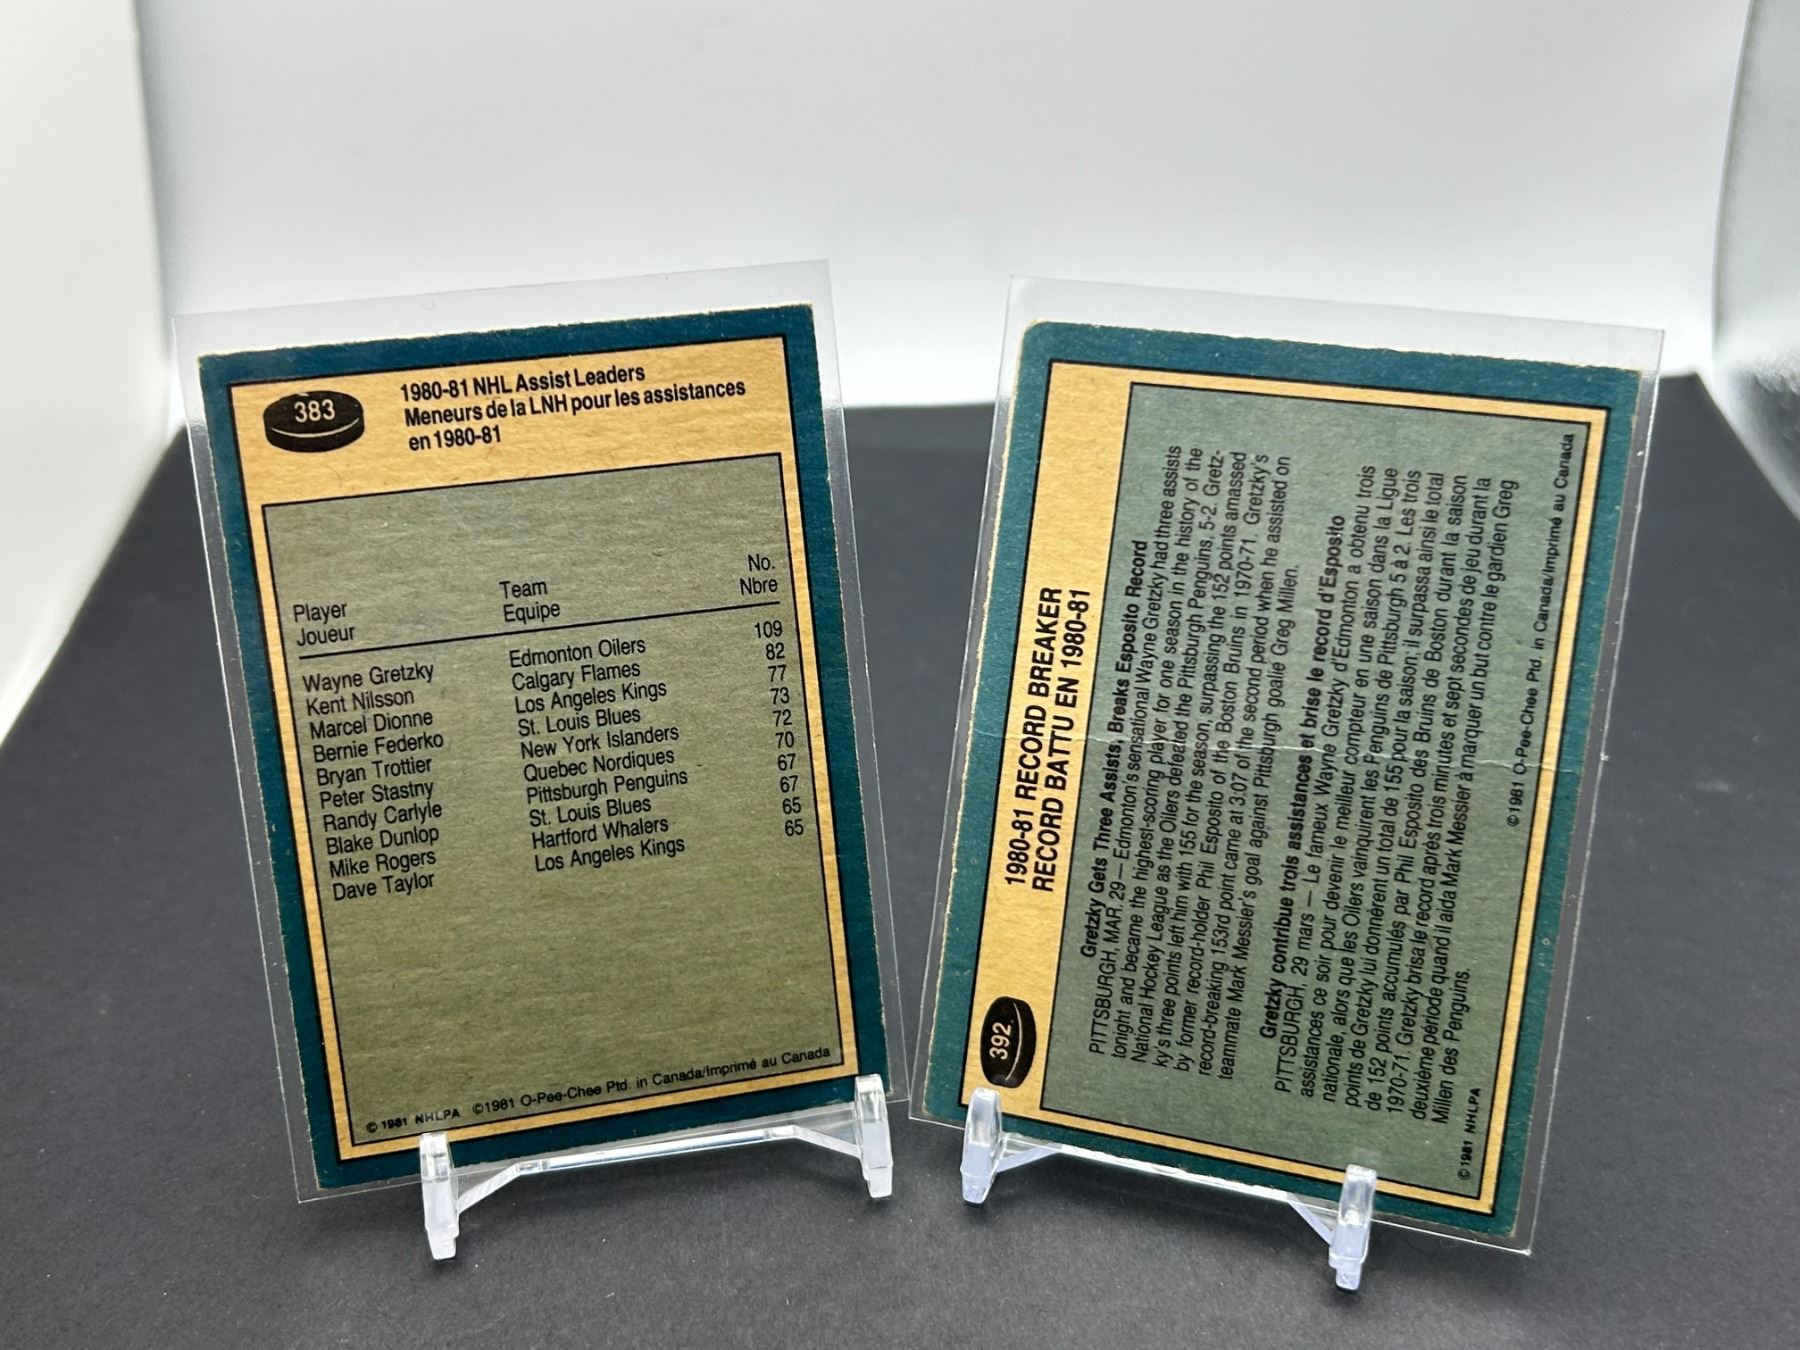 383
1980-81 NHL Assist Leaders
Meneurs de la LNH pour les assistances
en 1980-81
Player Team No.
Joueur Equipe Nbre
Wayne Gretzky Edmonton Oilers 109
Kent Nilsson Calgary Flames 82
Marcel Dionne Los Angeles Kings 77
Bernie Federko St. Louis Blues 73
Bryan Trottier New York Islanders 72
Peter Stastny Quebec Nordiques 70
Randy Carlyle Pittsburgh Penguins 67
Blake Dunlop St. Louis Blues 67
Mike Rogers Hartford Whalers 65
Dave Taylor Los Angeles Kings 65
© 1981 NHLPA ©1981 O-Pee-Chee Ptd. in Canada/Imprimé au Canada
392
1980-81 RECORD BREAKER
RECORD BATTU EN 1980-81
Gretzky Gets Three Assists, Breaks Esposito Record
PITTSBURGH, MAR. 29 — Edmonton's sensational Wayne Gretzky had three assists
tonight and became the highest-scoring player for one season in the history of the
National Hockey League as the Oilers defeated the Pittsburgh Penguins, 5-2. Gretz-
ky's three points left him with 155 for the season, surpassing the 152 points amassed
by former record-holder Phil Esposito of the Boston Bruins in 1970-71. Gretzky's
record-breaking 153rd point came at 3:07 of the second period when he assisted on
teammate Mark Messier's goal against Pittsburgh goalie Greg Millen.
Gretzky contribue trois assistances et brise le record d'Esposito
PITTSBURGH, 29 mars — Le fameux Wayne Gretzky d'Edmonton a obtenu trois
assistances ce soir pour devenir le meilleur compteur en une saison dans la Ligue
nationale, alors que les Oilers vainquirent les Penguins de Pittsburgh 5 à 2. Les trois
points de Gretzky lui donnèrent un total de 155 pour la saison; il surpassa ainsi le total
de 152 points accumulés par Phil Esposito des Bruins de Boston durant la saison
1970-71. Gretzky brisa le record après trois minutes et sept secondes de jeu durant la
deuxième période quand il aida Mark Messier à marquer un but contre le gardien Greg
Millen des Penguins.
© 1981 NHLPA ©1981 O-Pee-Chee Ptd. in Canada/Imprimé au Canada